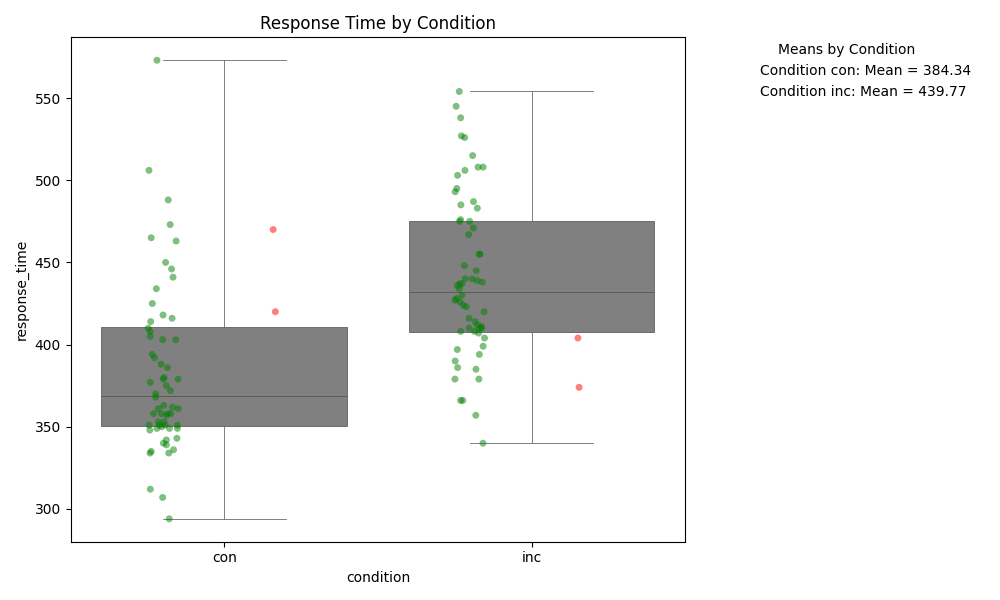 Response Time by Condition
Means by Condition
Condition con: Mean = 384.34
Condition inc: Mean = 439.77
response_time
550
500
450
400
350
300
con
inc
condition